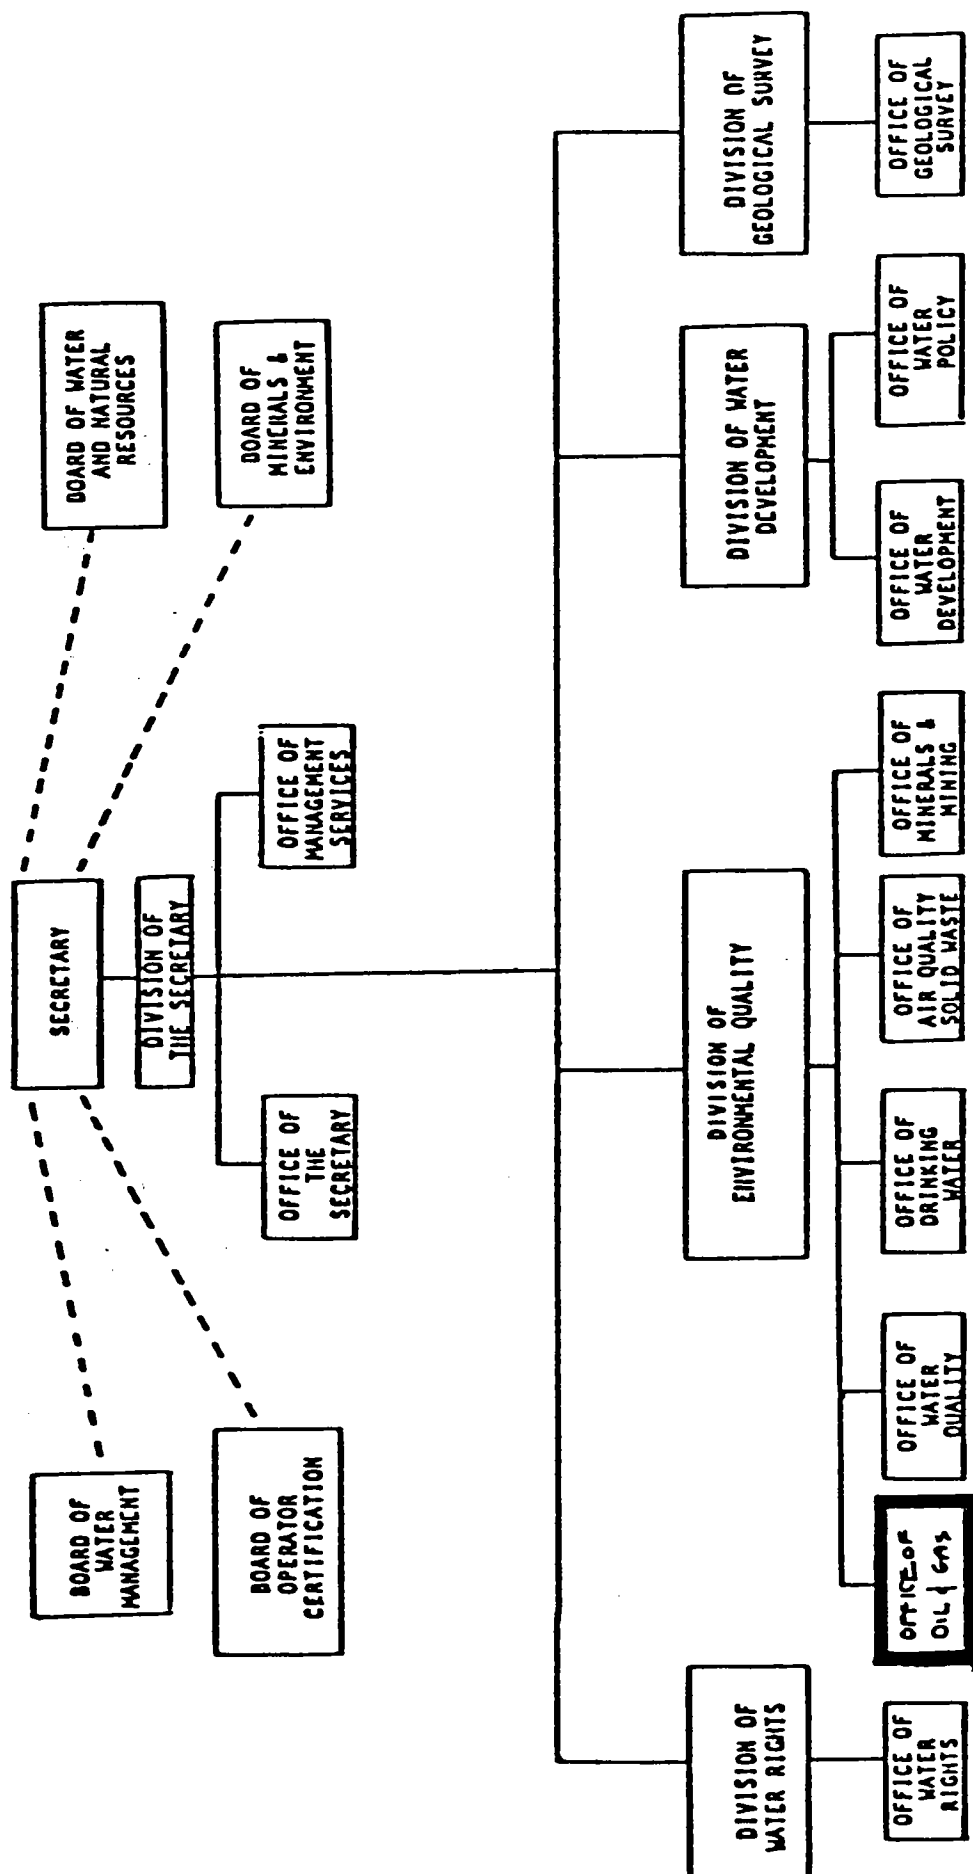 BOARD OF
WATER
MANAGEMENT
SECRETARY
BOARD OF WATER
AND NATURAL
RESOURCES
DIVISION OF
THE SECRETARY
BOARD OF
OPERATOR
CERTIFICATION
BOARD OF
MINERALS &
ENVIRONMENT
OFFICE OF
THE
SECRETARY
OFFICE OF
MANAGEMENT
SERVICES
DIVISION OF
WATER RIGHTS
DIVISION OF
ENVIRONMENTAL QUALITY
DIVISION OF WATER
DEVELOPMENT
DIVISION OF
GEOLOGICAL SURVEY
OFFICE OF
WATER
RIGHTS
OFFICE OF
OIL & GAS
OFFICE OF
WATER
QUALITY
OFFICE OF
DRINKING
WATER
OFFICE OF
AIR QUALITY
SOLID WASTE
OFFICE OF
MINERALS &
MINING
OFFICE OF
WATER
DEVELOPMENT
OFFICE OF
WATER
POLICY
OFFICE OF
GEOLOGICAL
SURVEY